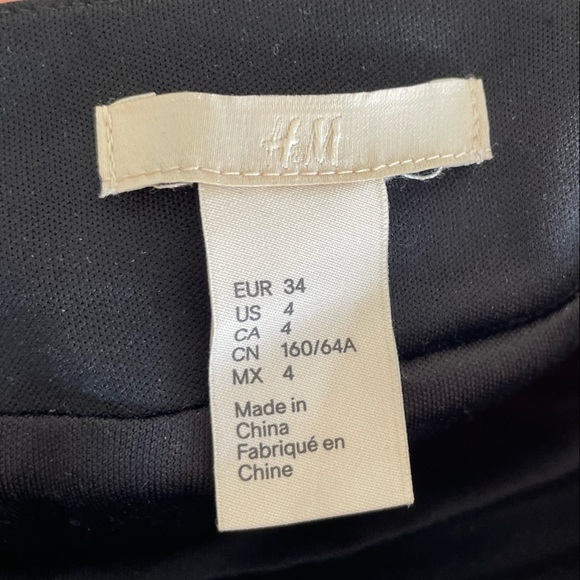 H&M
EUR 34
US 4
CA 4
CN 160/64A
MX 4
Made in
China
Fabriqué en
Chine